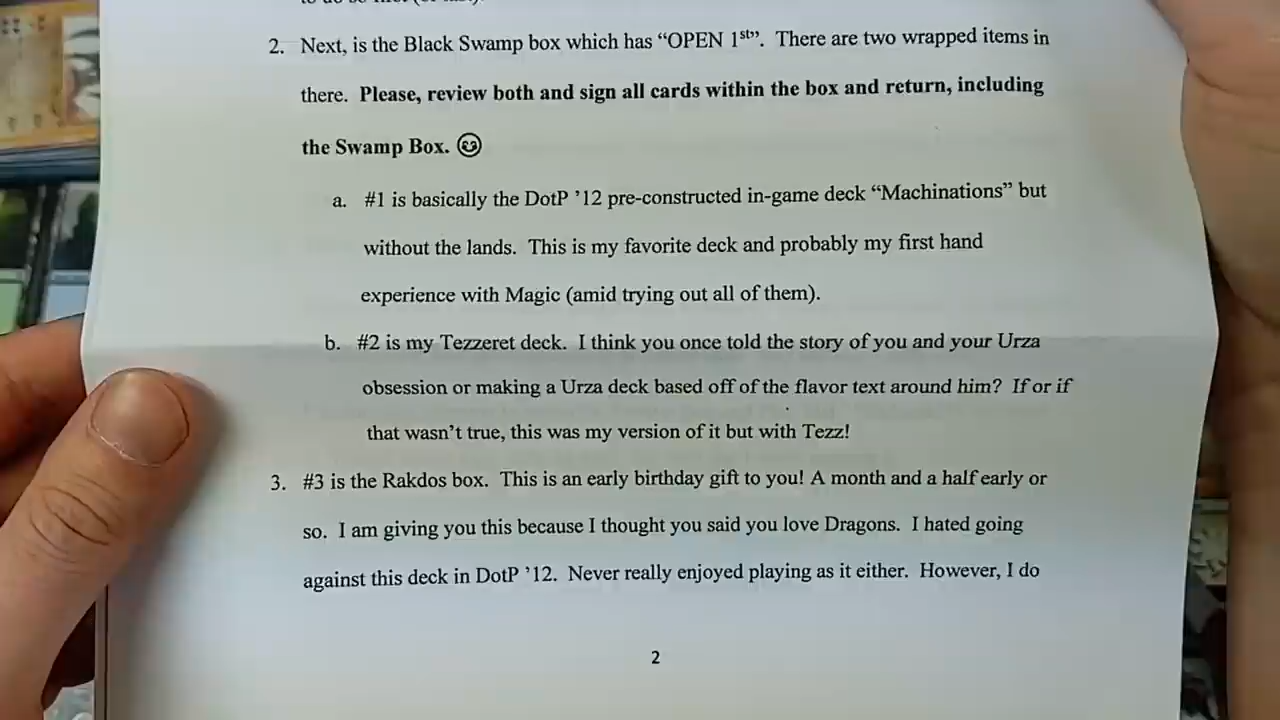 2. Next, is the Black Swamp box which has “OPEN 1st”. There are two wrapped items in
there. Please, review both and sign all cards within the box and return, including
the Swamp Box. ☺
a. #1 is basically the DotP ’12 pre-constructed in-game deck “Machinations” but
without the lands. This is my favorite deck and probably my first hand
experience with Magic (amid trying out all of them).
b. #2 is my Tezzeret deck. I think you once told the story of you and your Urza
obsession or making a Urza deck based off of the flavor text around him? If or if
that wasn’t true, this was my version of it but with Tezz!
3. #3 is the Rakdos box. This is an early birthday gift to you! A month and a half early or
so. I am giving you this because I thought you said you love Dragons. I hated going
against this deck in DotP ’12. Never really enjoyed playing as it either. However, I do
2